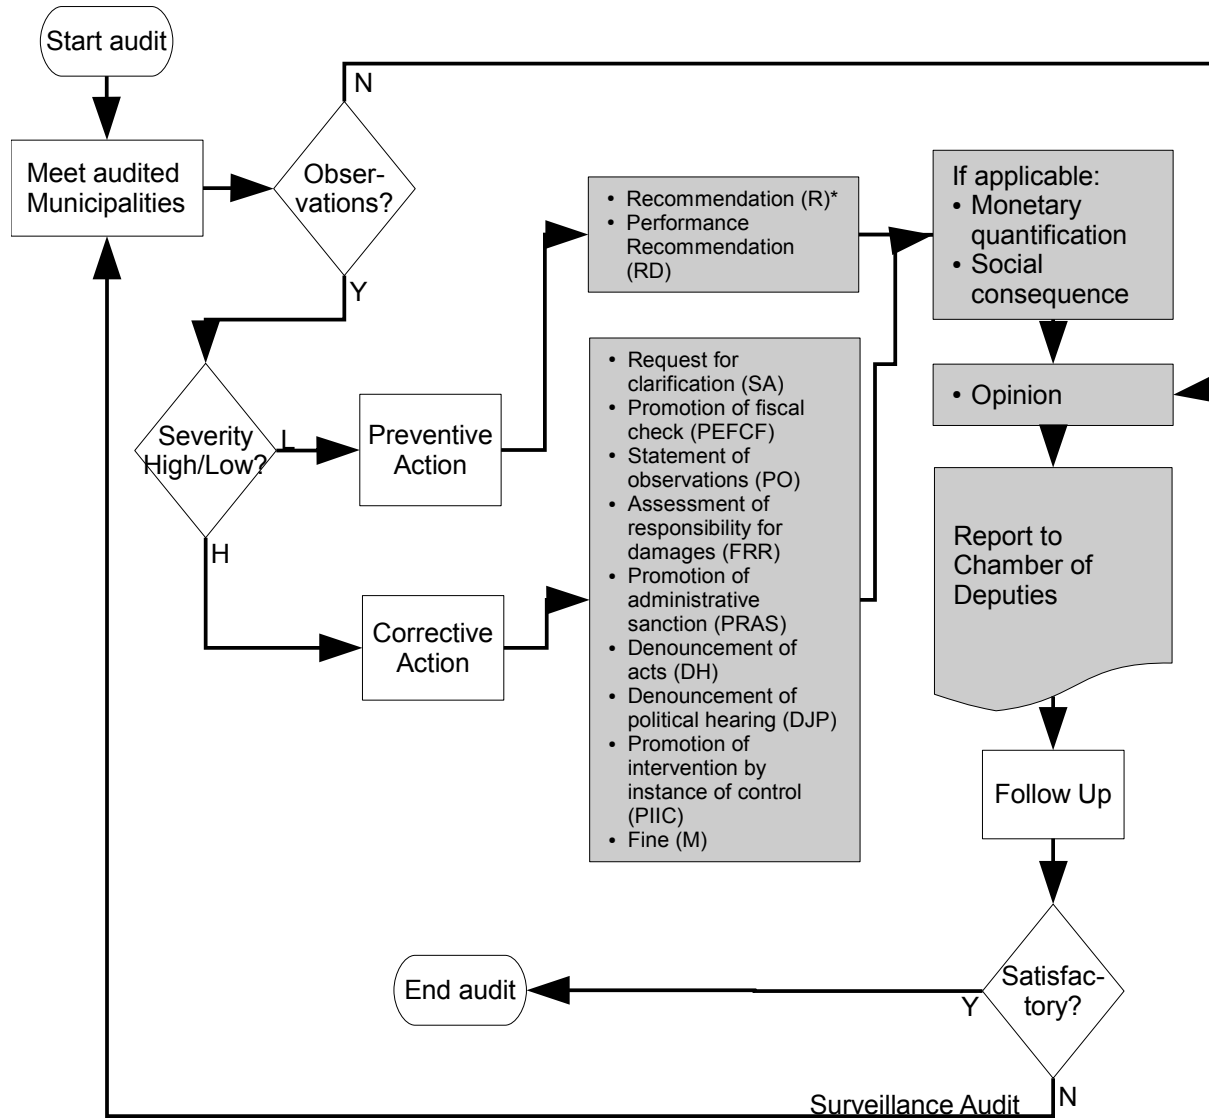 Start audit
N
Meet audited
Municipalities
Obser-
vations?
Y
• Recommendation (R)*
• Performance
Recommendation
(RD)
If applicable:
• Monetary
quantification
• Social
consequence
Severity
High/Low?
L
H
Preventive
Action
Corrective
Action
• Request for
clarification (SA)
• Promotion of fiscal
check (PEFCF)
• Statement of
observations (PO)
• Assessment of
responsibility for
damages (FRR)
• Promotion of
administrative
sanction (PRAS)
• Denouncement of
acts (DH)
• Denouncement of
political hearing (DJP)
• Promotion of
intervention by
instance of control
(PIIC)
• Fine (M)
• Opinion
Report to
Chamber of
Deputies
Follow Up
Satisfac-
tory?
Y
End audit
N
Surveillance Audit